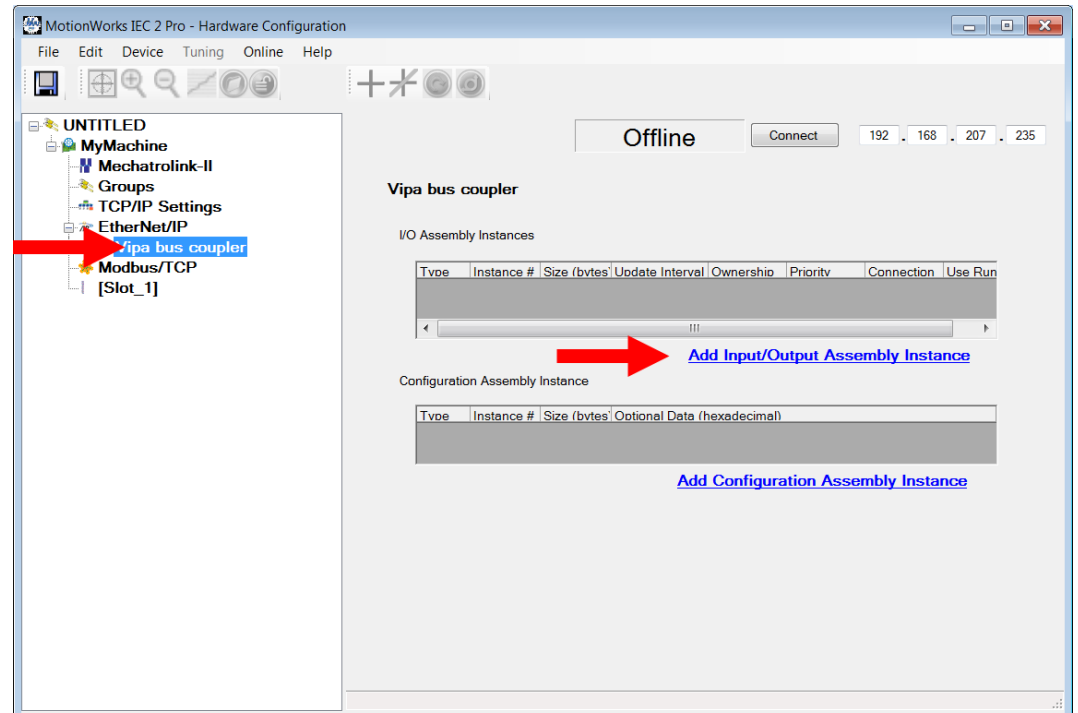 MotionWorks IEC 2 Pro - Hardware Configuration
File Edit Device Tuning Online Help
UNTITLED
MyMachine
Mechatrolink-II
Groups
TCP/IP Settings
EtherNet/IP
Vipa bus coupler
Modbus/TCP
[Slot_1]
Offline Connect 192 . 168 . 207 . 235
Vipa bus coupler
I/O Assembly Instances
Type Instance # Size (bytes) Update Interval Ownership Priority Connection Use Run
Add Input/Output Assembly Instance
Configuration Assembly Instance
Type Instance # Size (bytes) Optional Data (hexadecimal)
Add Configuration Assembly Instance